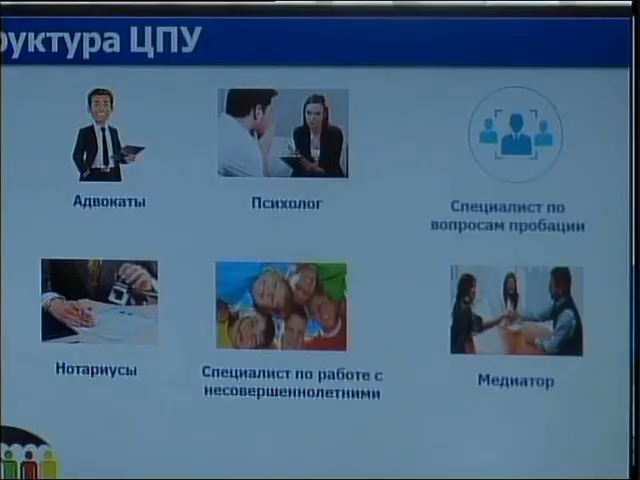 руктура ЦПУ
Адвокаты
Психолог
Специалист по
вопросам пробации
Нотариусы
Специалист по работе с
несовершеннолетними
Медиатор